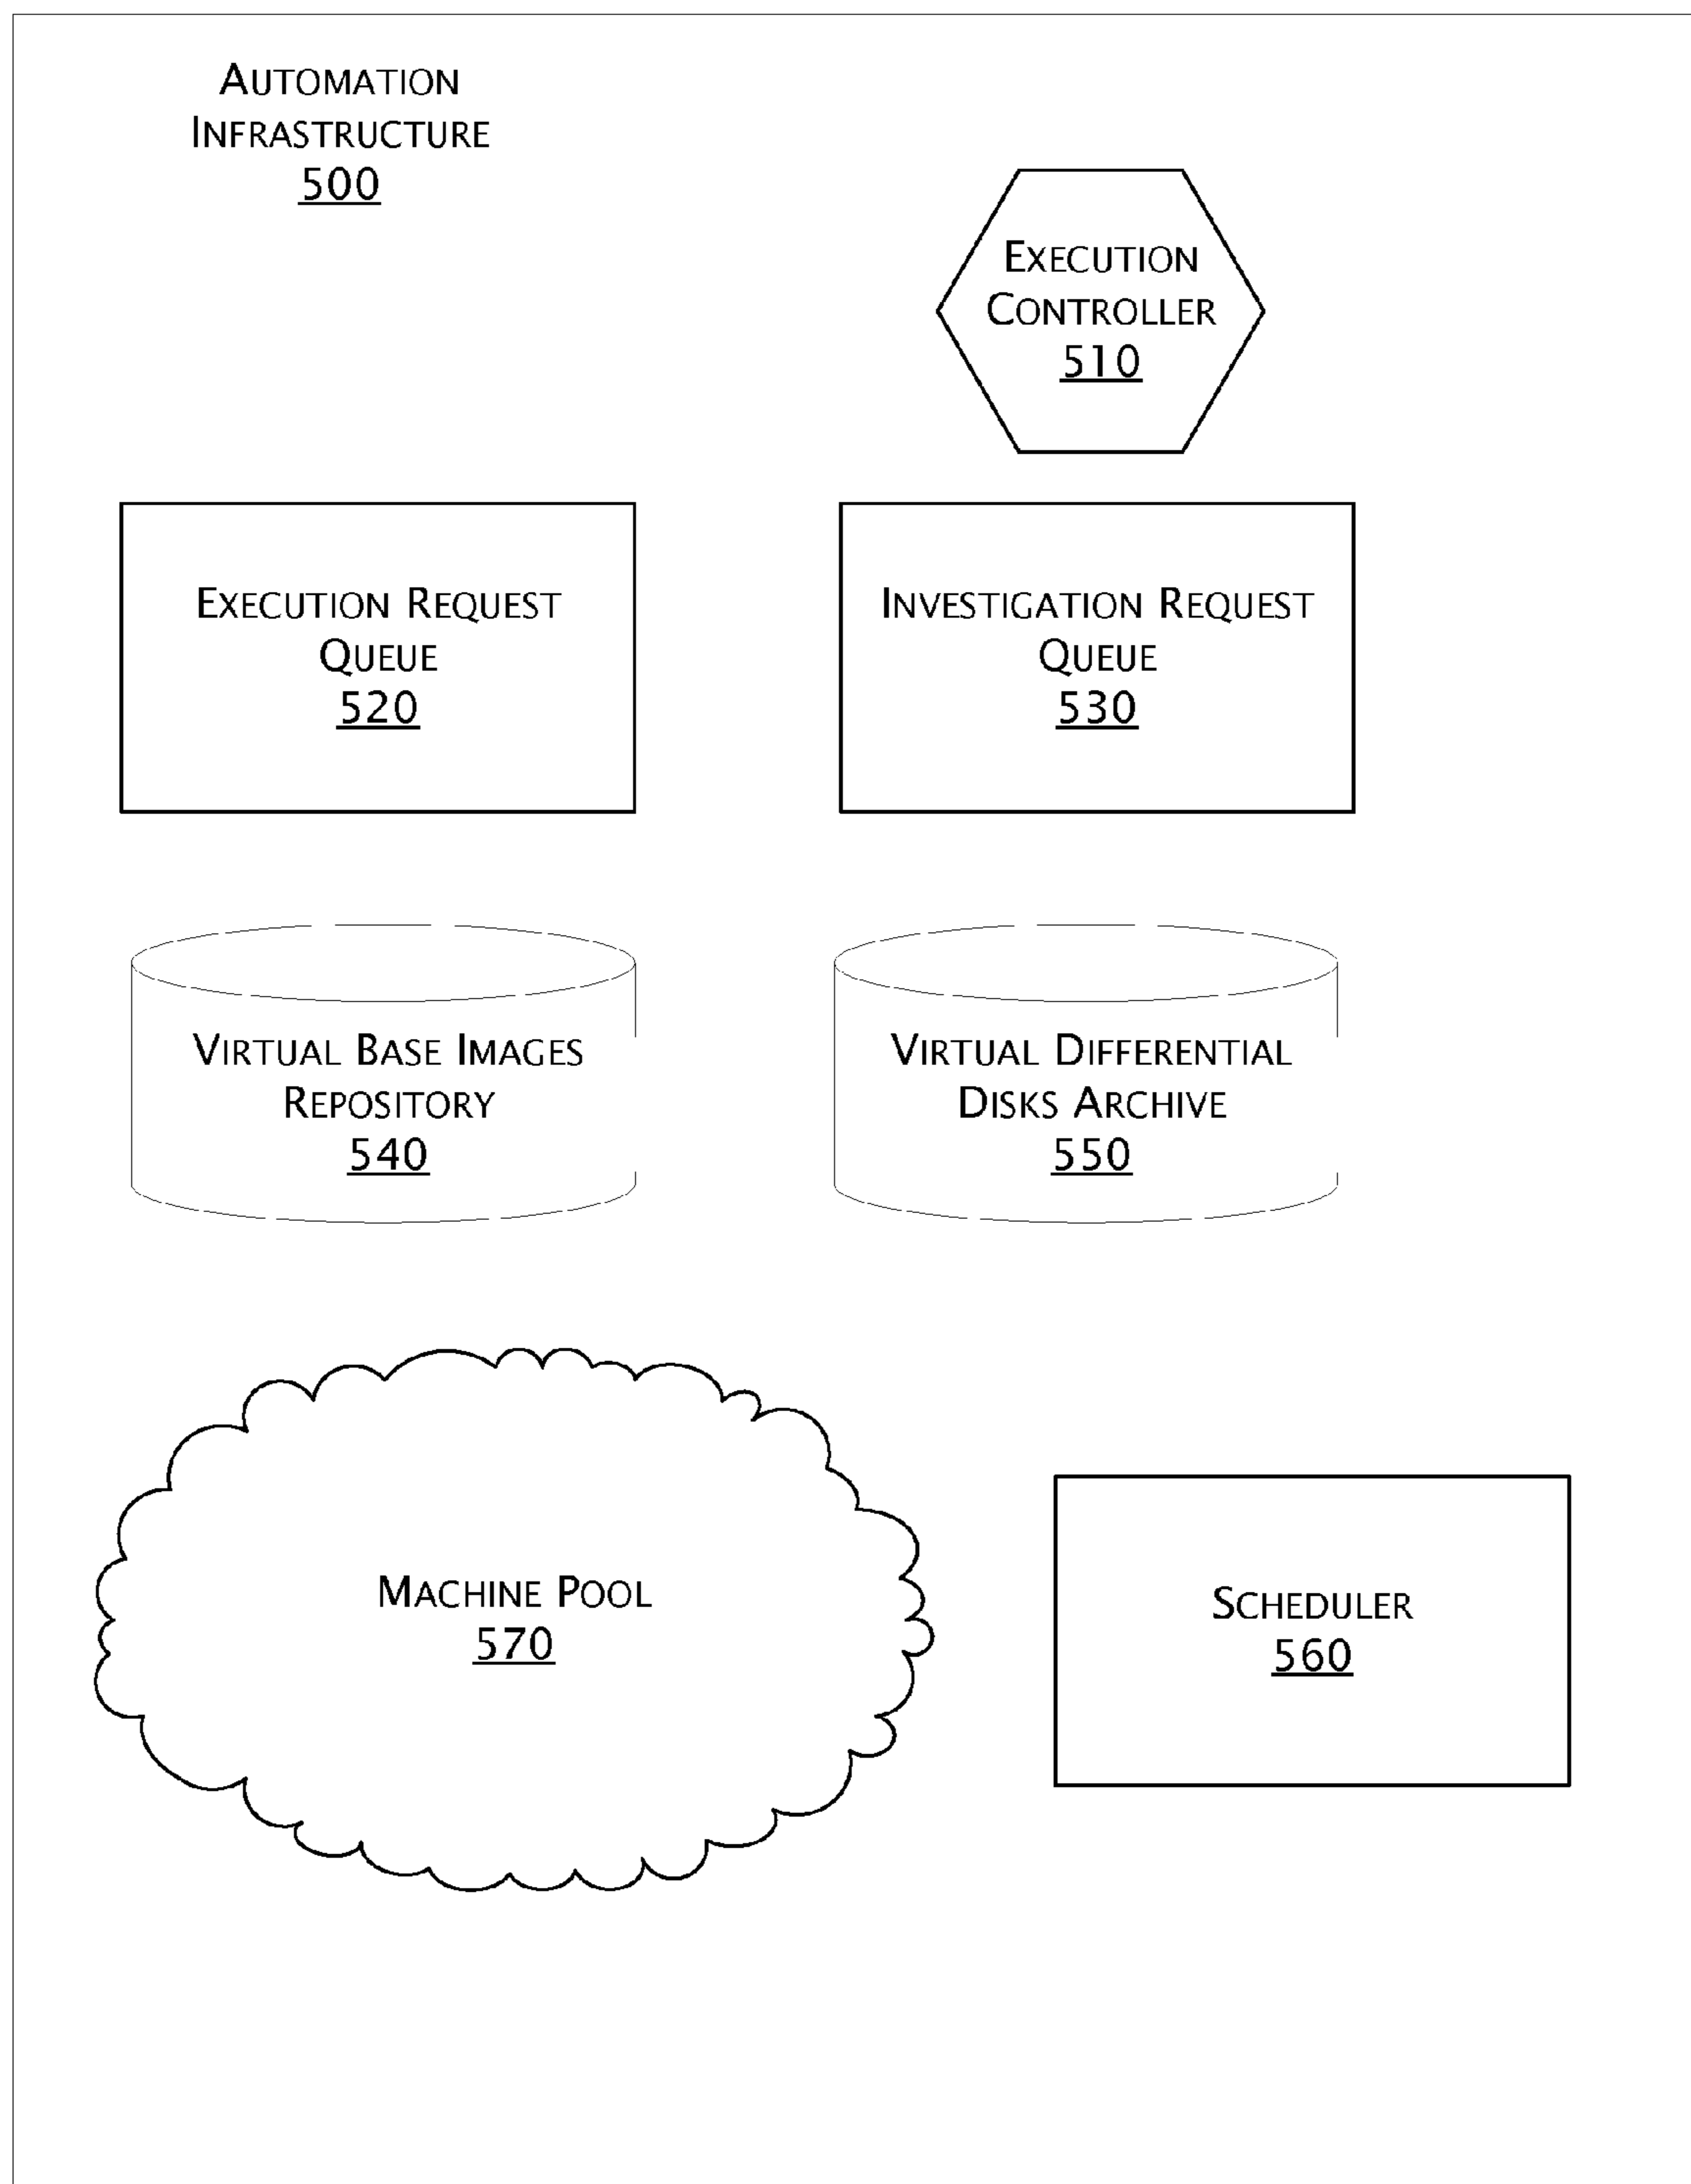 AUTOMATION
INFRASTRUCTURE
500
EXECUTION
CONTROLLER
510
EXECUTION REQUEST
QUEUE
520
INVESTIGATION REQUEST
QUEUE
530
VIRTUAL BASE IMAGES
REPOSITORY
540
VIRTUAL DIFFERENTIAL
DISKS ARCHIVE
550
MACHINE POOL
570
SCHEDULER
560